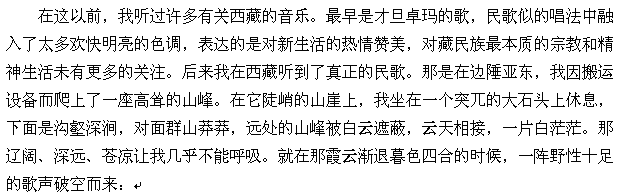 在这以前，我听过许多有关西藏的音乐。最早是才旦卓玛的歌，民歌似的唱法中融
入了太多欢快明亮的色调，表达的是对新生活的热情赞美，对藏民族最本质的宗教和精
神生活未有更多的关注。后来我在西藏听到了真正的民歌。那是在边陲亚东，我因搬运
设备而爬上了一座高耸的山峰。在它陡峭的山崖上，我坐在一个突兀的大石头上休息，
下面是沟壑深涧，对面群山莽莽，远处的山峰被白云遮蔽，云天相接，一片白茫茫。那
辽阔、深远、苍凉让我几乎不能呼吸。就在那霞云渐退暮色四合的时候，一阵野性十足
的歌声破空而来：